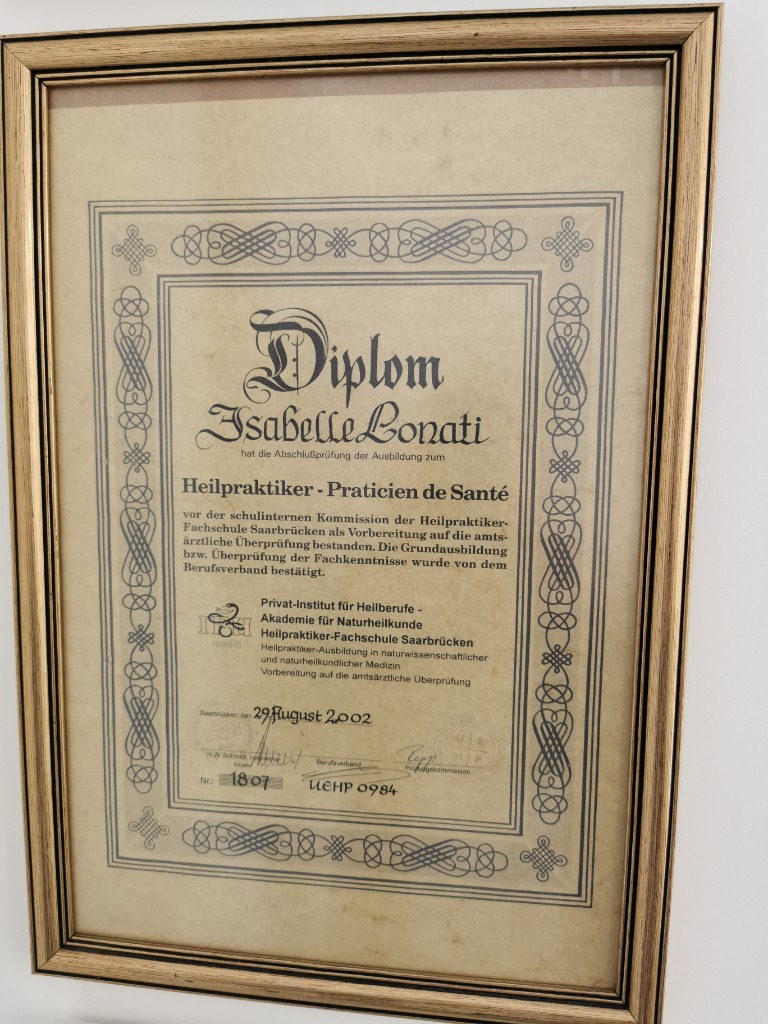 Diplom
Isabelle Lonati
hat die Abschlußprüfung der Ausbildung zum
Heilpraktiker - Praticien de Santé
vor der schulinternen Kommission der Heilpraktiker-
Fachschule Saarbrücken als Vorbereitung auf die amts-
ärztliche Überprüfung bestanden. Die Grundausbildung
bzw. Überprüfung der Fachkenntnisse wurde von dem
Berufsverband bestätigt.
Privat-Institut für Heilberufe -
Akademie für Naturheilkunde
Heilpraktiker-Fachschule Saarbrücken
Heilpraktiker-Ausbildung in naturwissenschaftlicher
und naturheilkundlicher Medizin
Vorbereitung auf die amtsärztliche Überprüfung
Saarbrücken, den 29. August 2002
H.W. Schmidt
Direktor
Berufsverband
Prüfungskommission
Nr.: 1807
UEHP 0984